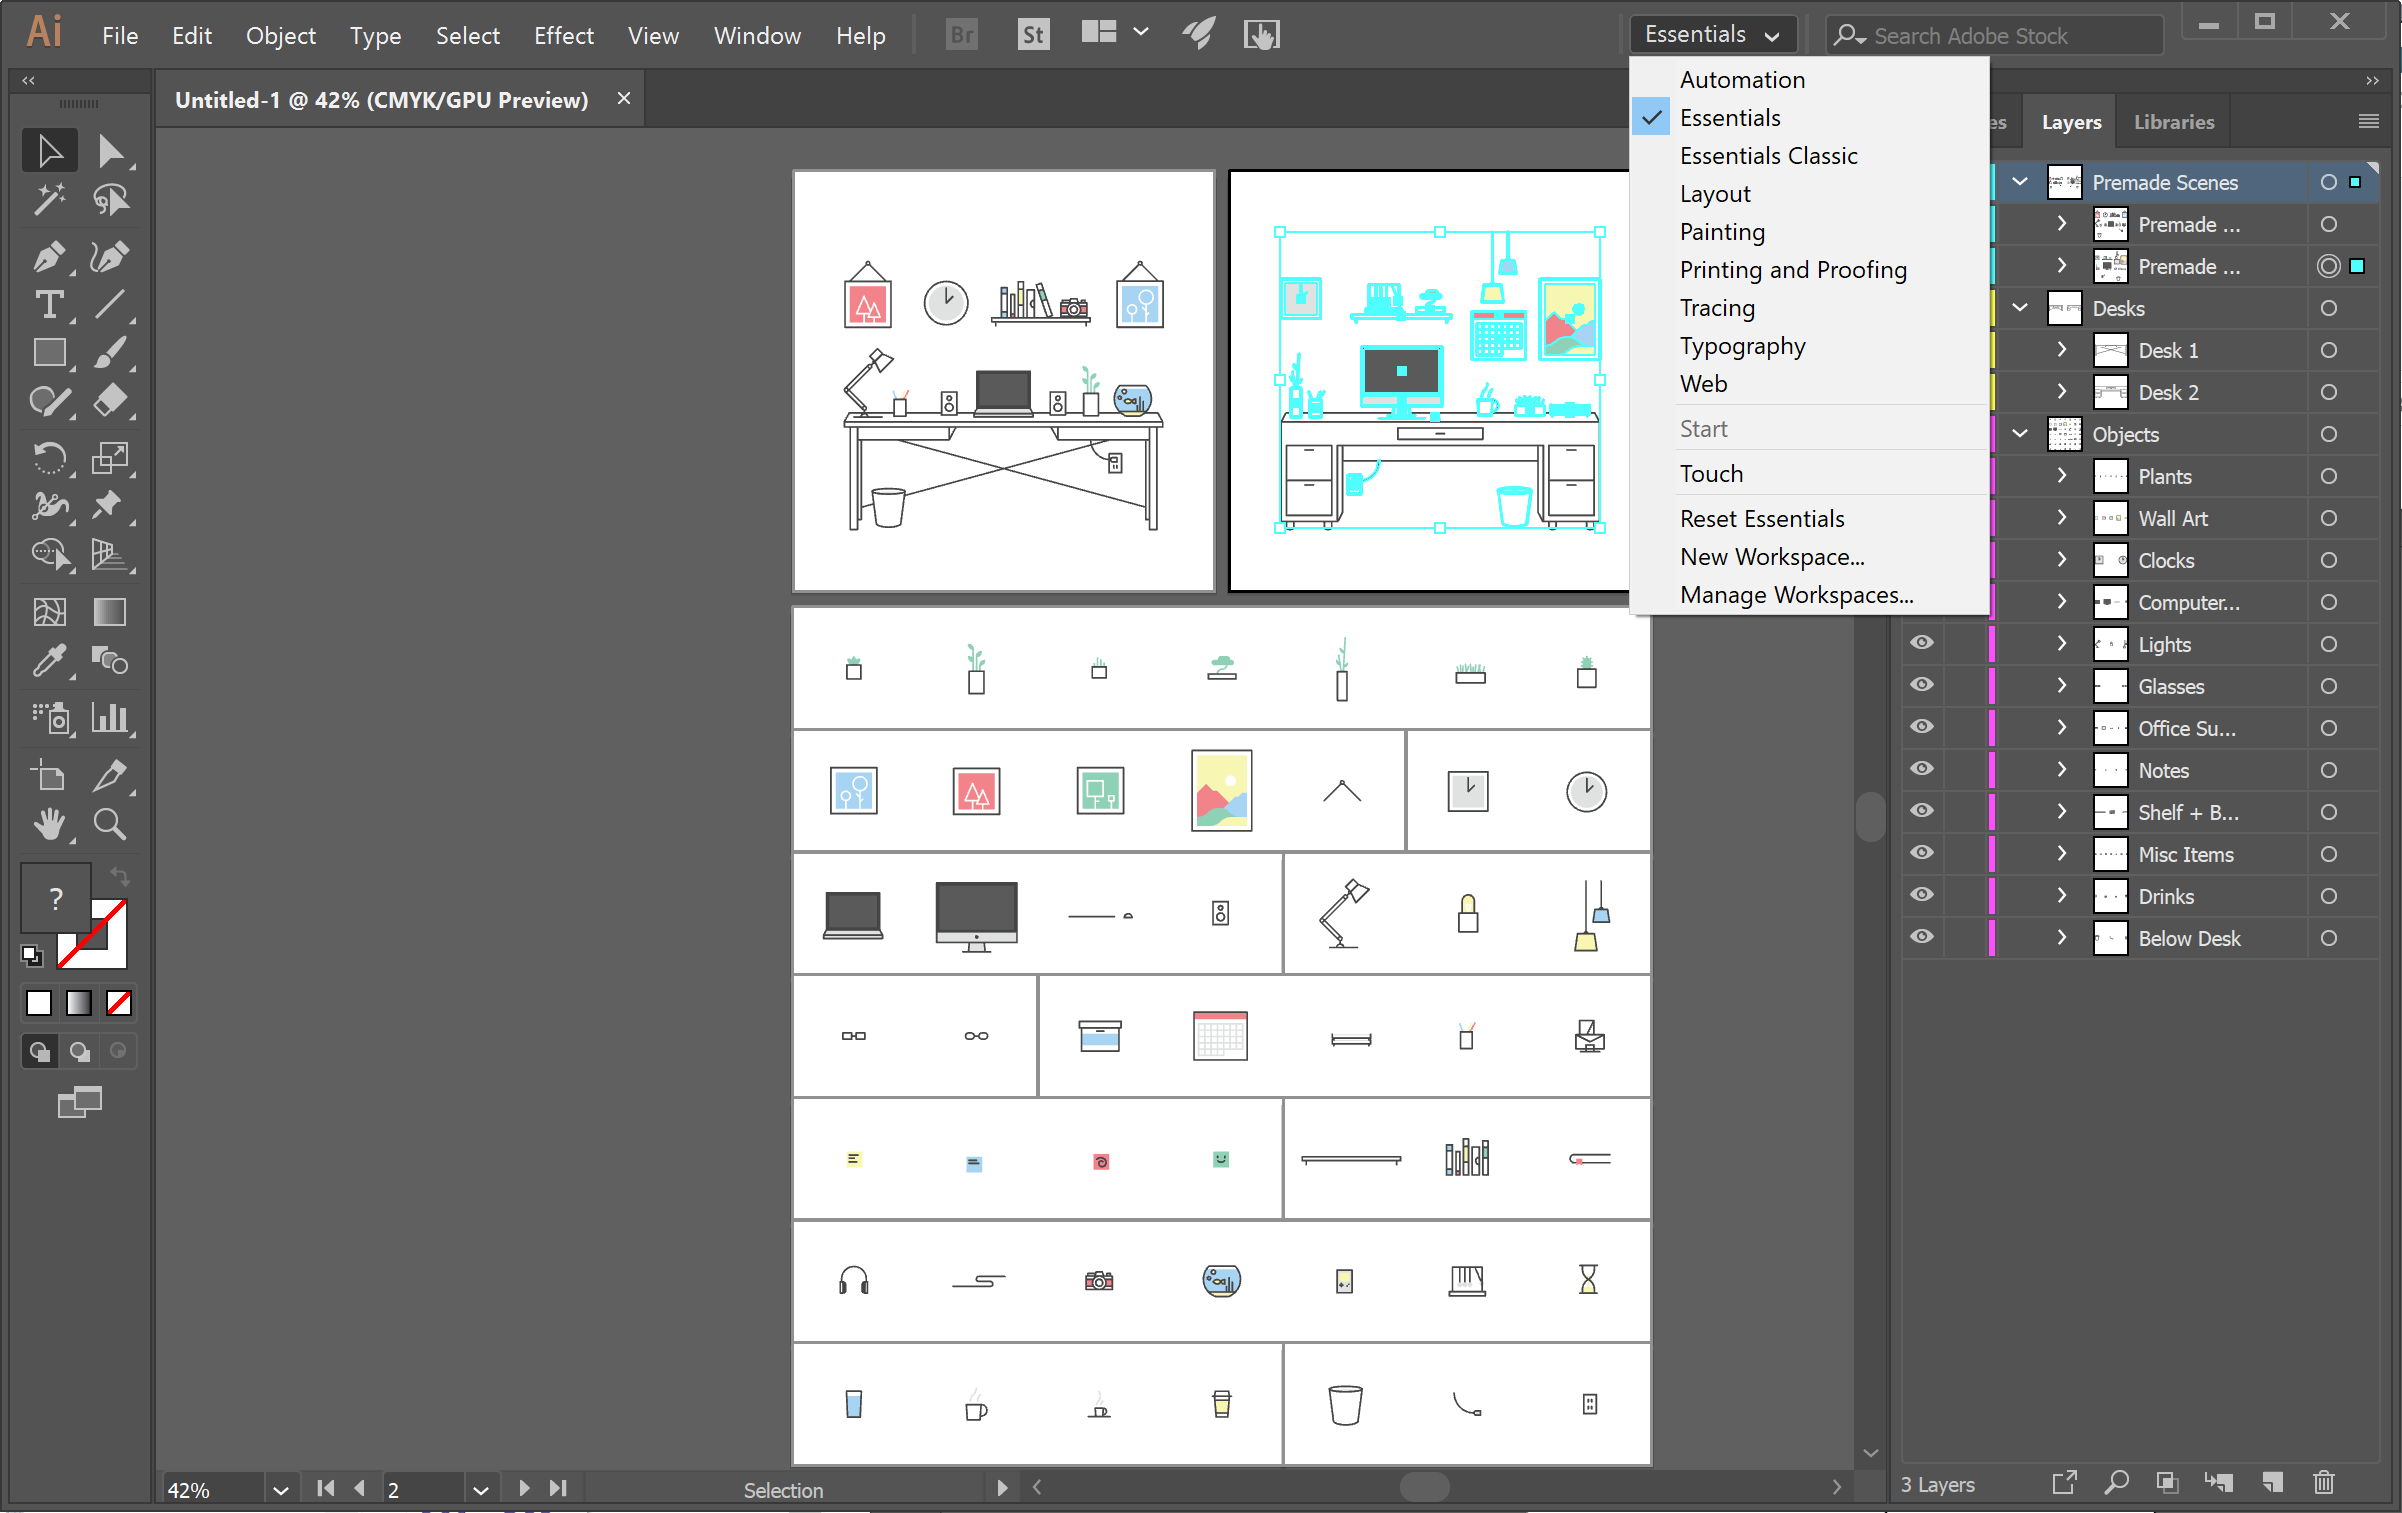 Ai File Edit Object Type Select Effect View Window Help Br St Essentials Search Adobe Stock
Untitled-1 @ 42% (CMYK/GPU Preview)
Automation
Essentials
Essentials Classic
Layout
Painting
Printing and Proofing
Tracing
Typography
Web
Start
Touch
Reset Essentials
New Workspace...
Manage Workspaces...
es Layers Libraries
Premade Scenes
Premade ...
Premade ...
Desks
Desk 1
Desk 2
Objects
Plants
Wall Art
Clocks
Computer...
Lights
Glasses
Office Su...
Notes
Shelf + B...
Misc Items
Drinks
Below Desk
T
?
42% 2 Selection
3 Layers